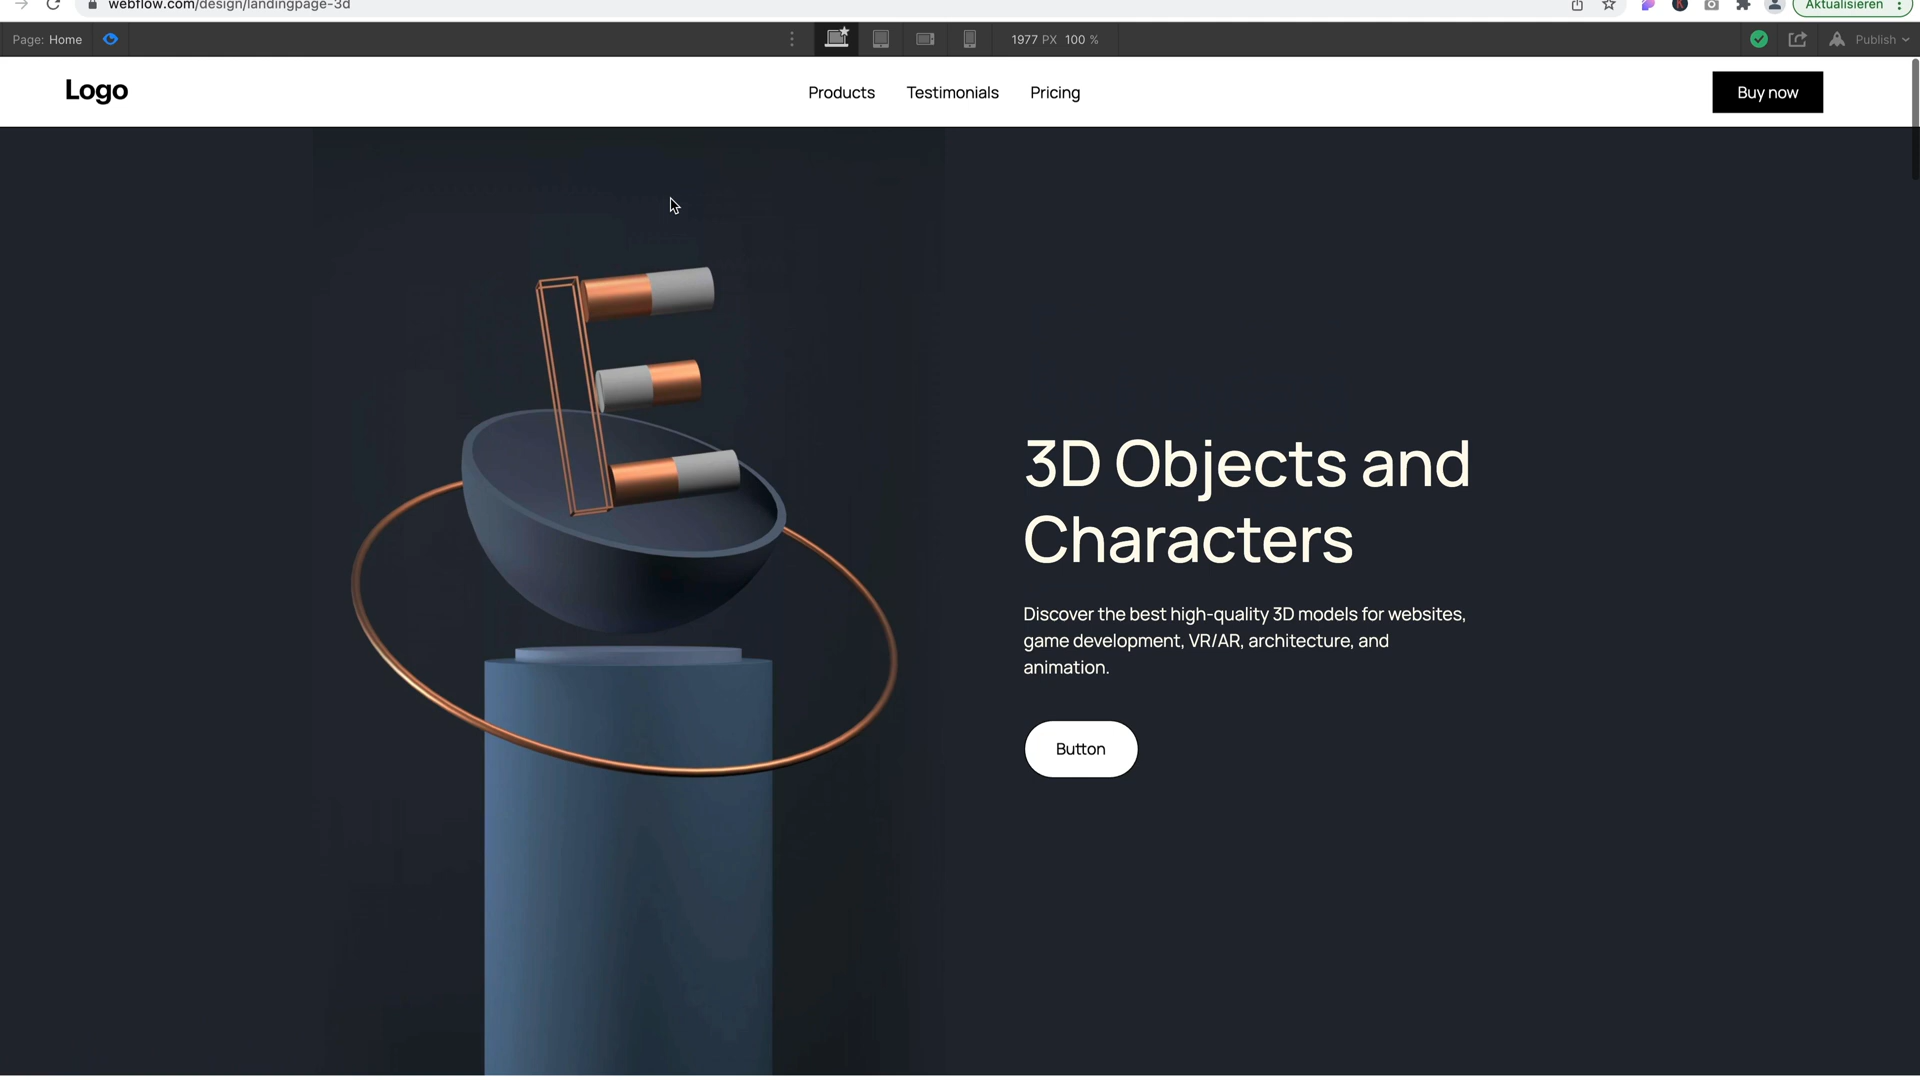 webflow.com/design/landingpage-3d
Aktualisieren
Page: Home
1977 PX 100 %
Publish
Logo
Products
Testimonials
Pricing
Buy now
3D Objects and
Characters
Discover the best high-quality 3D models for websites,
game development, VR/AR, architecture, and
animation.
Button